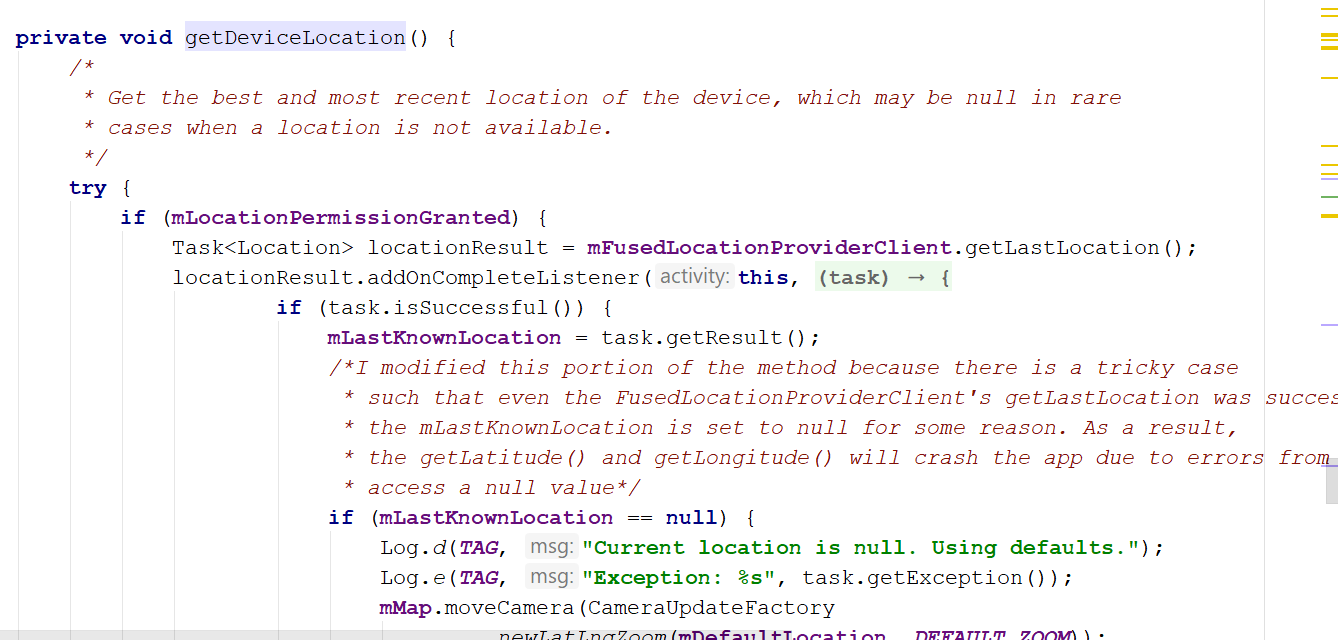 private void getDeviceLocation() {
/*
* Get the best and most recent location of the device, which may be null in rare
* cases when a location is not available.
*/
try {
if (mLocationPermissionGranted) {
Task<Location> locationResult = mFusedLocationProviderClient.getLastLocation();
locationResult.addOnCompleteListener( activity: this, (task) → {
if (task.isSuccessful()) {
mLastKnownLocation = task.getResult();
/*I modified this portion of the method because there is a tricky case
* such that even the FusedLocationProviderClient's getLastLocation was succes
* the mLastKnownLocation is set to null for some reason. As a result,
* the getLatitude() and getLongitude() will crash the app due to errors from
* access a null value*/
if (mLastKnownLocation == null) {
Log.d(TAG, msg: "Current location is null. Using defaults.");
Log.e(TAG, msg: "Exception: %s", task.getException());
mMap.moveCamera(CameraUpdateFactory
.newLatLngZoom(mDefaultLocation, DEFAULT_ZOOM));